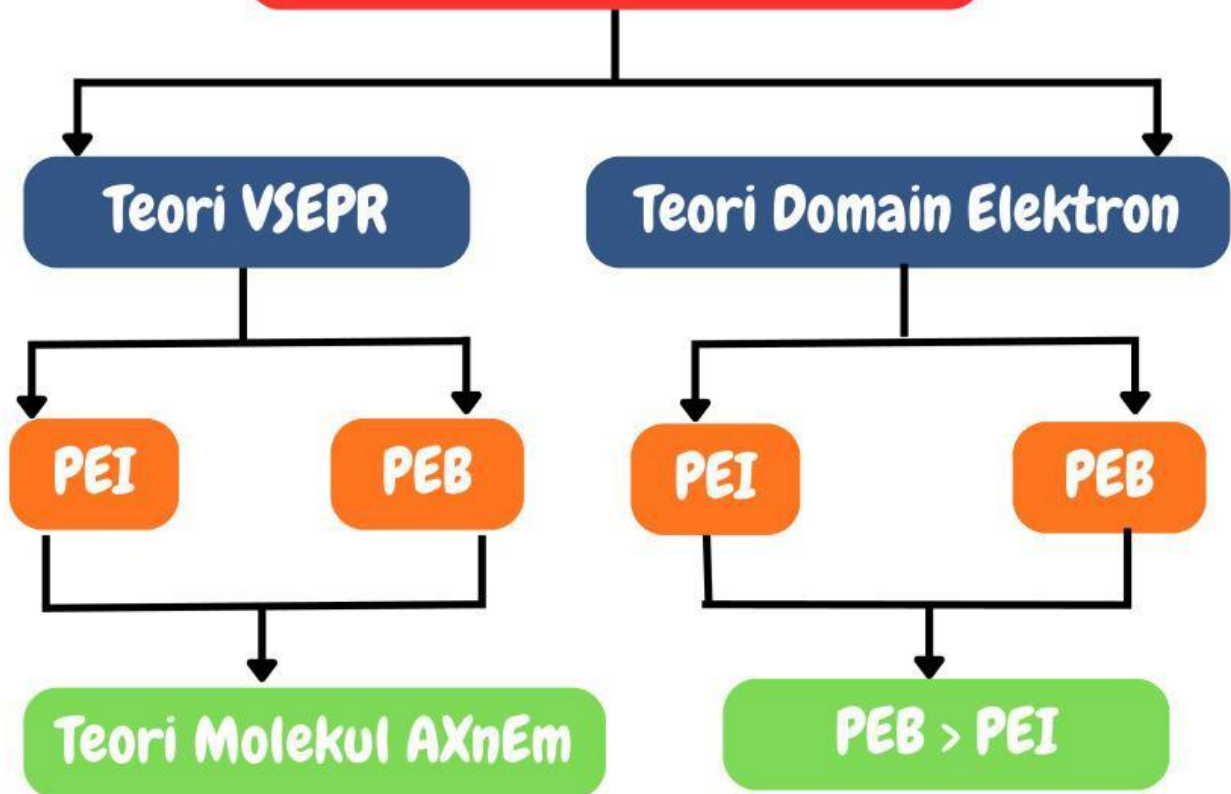 Teori VSEPR
Teori Domain Elektron
PEI
PEB
PEI
PEB
Teori Molekul AXnEm
PEB > PEI